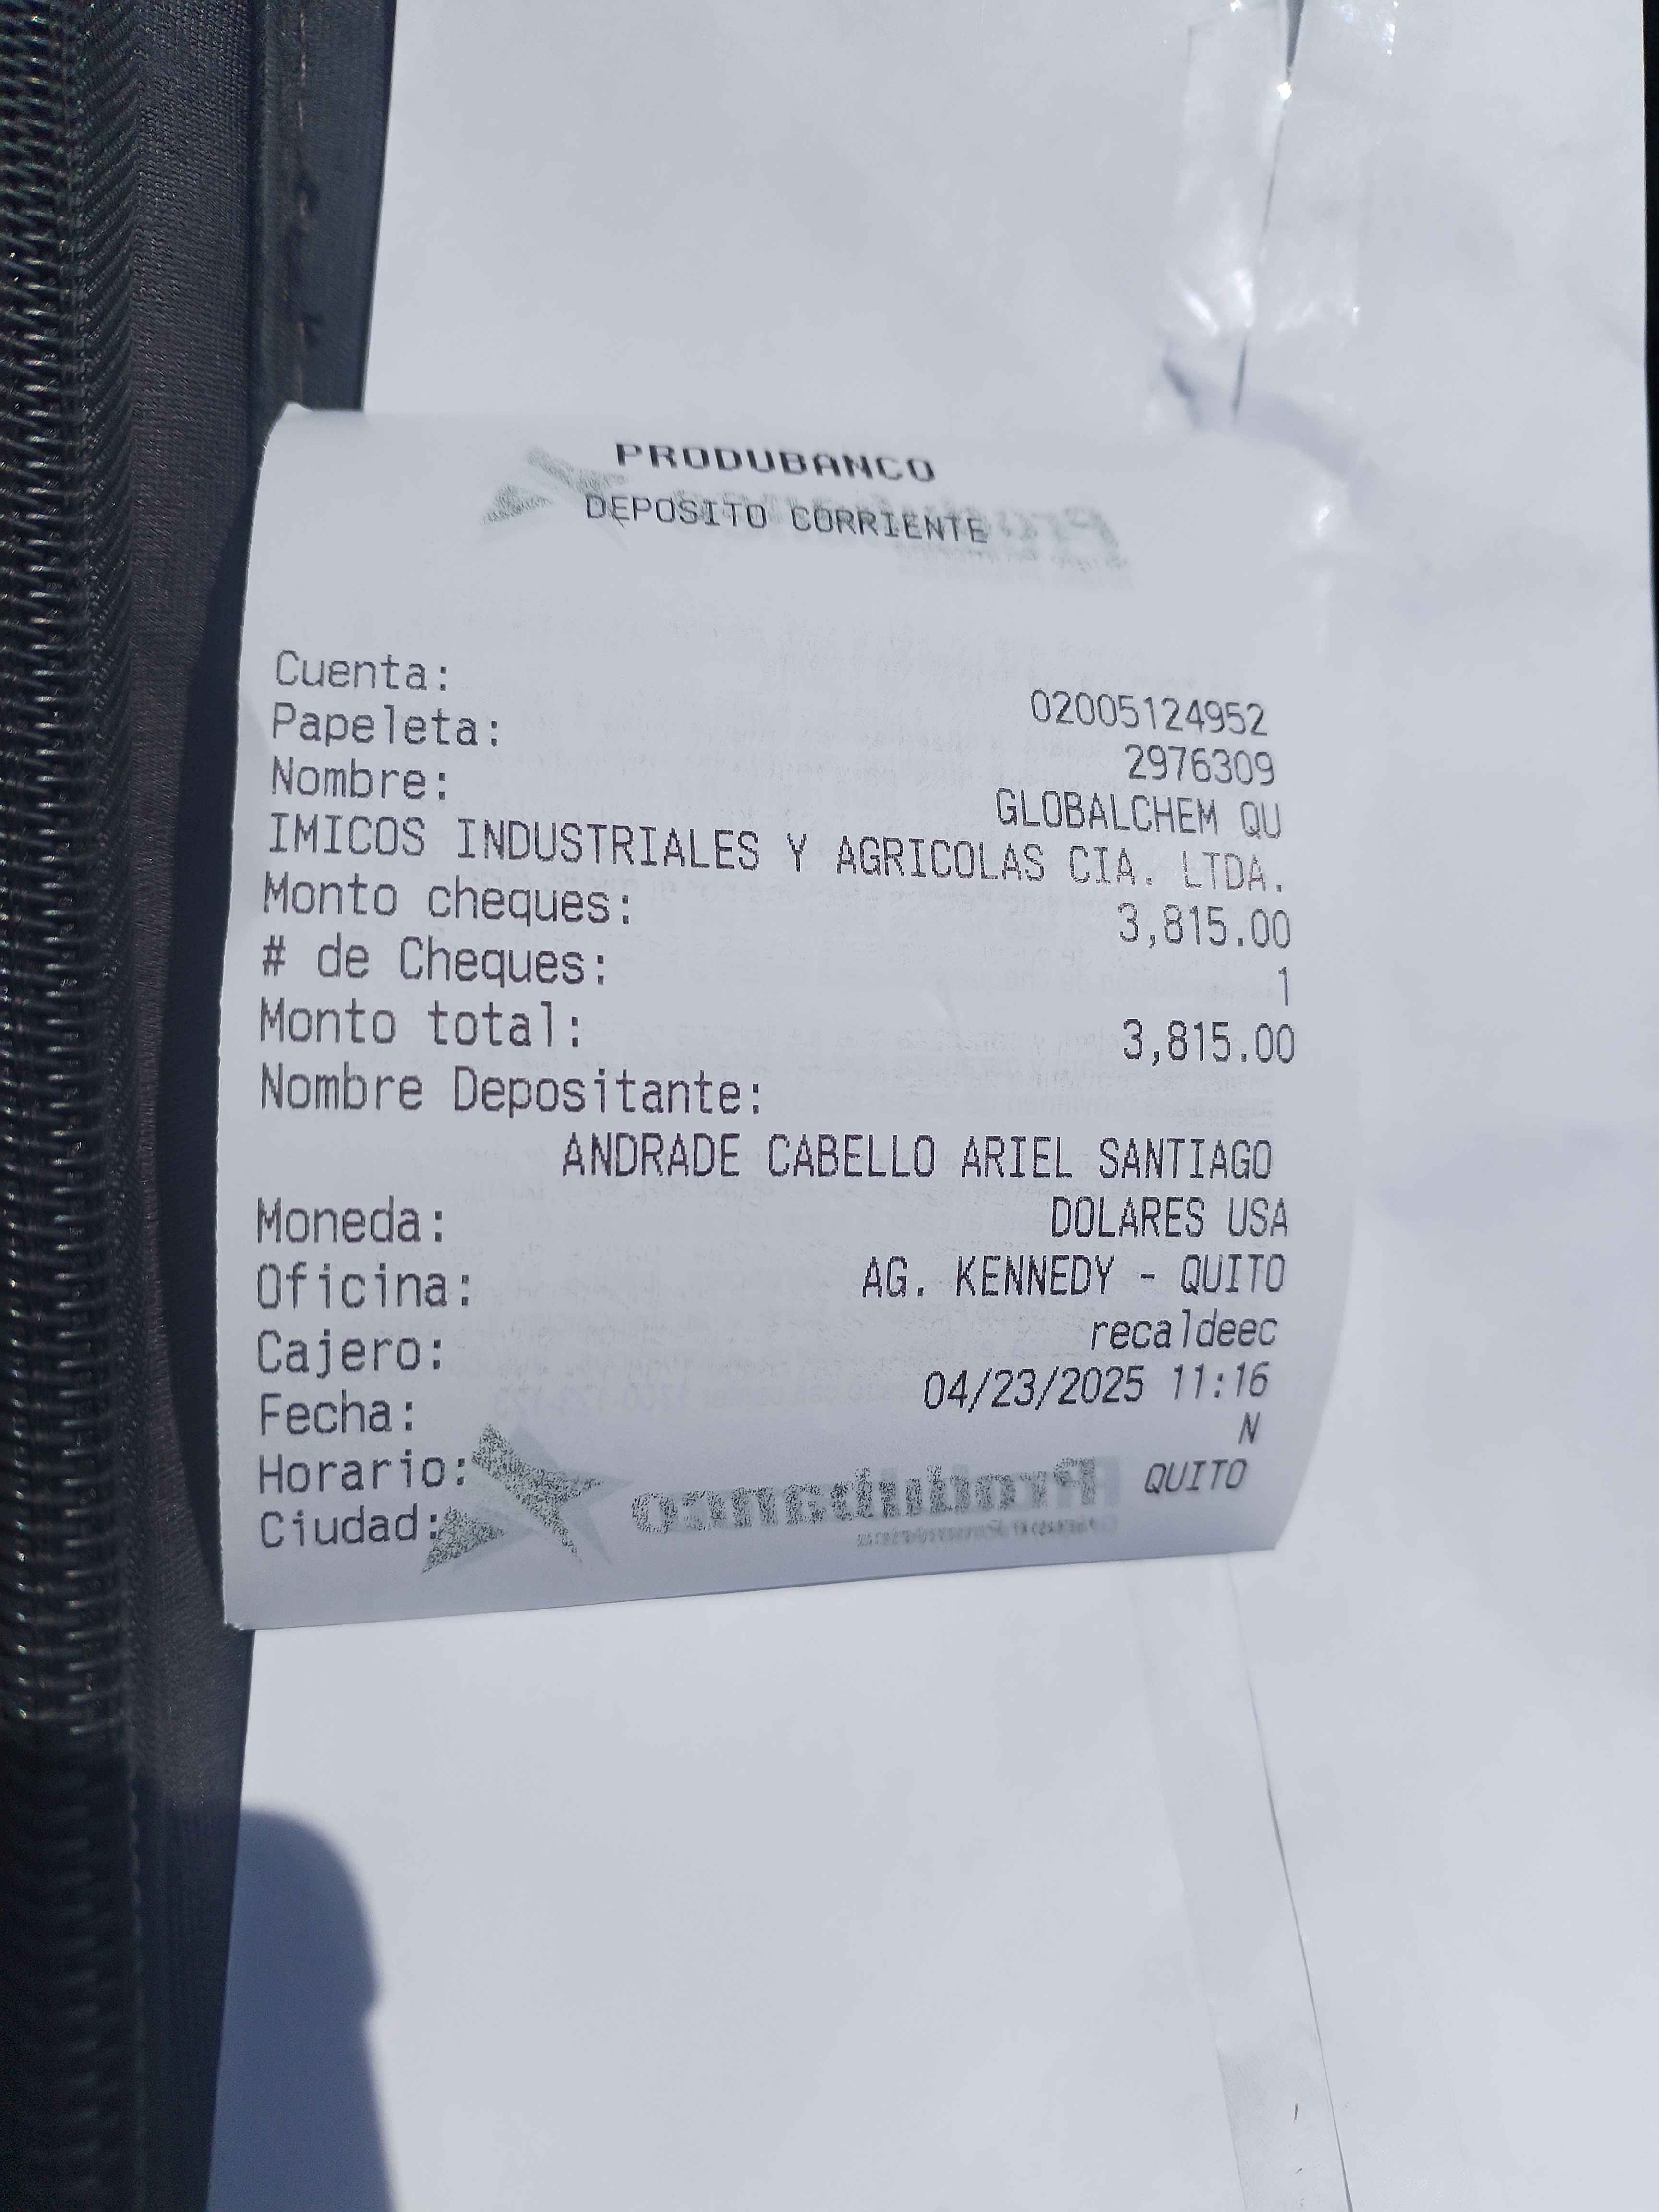 PRODUBANCO
DEPOSITO CORRIENTE
Cuenta: 02005124952
Papeleta: 2976309
Nombre: GLOBALCHEM QU
IMICOS INDUSTRIALES Y AGRICOLAS CIA. LTDA.
Monto cheques: 3,815.00
# de Cheques: 1
Monto total: 3,815.00
Nombre Depositante:
ANDRADE CABELLO ARIEL SANTIAGO
Moneda: DOLARES USA
Oficina: AG. KENNEDY - QUITO
Cajero: recaldeec
Fecha: 04/23/2025 11:16
Horario: N
Ciudad: QUITO
Produbanco